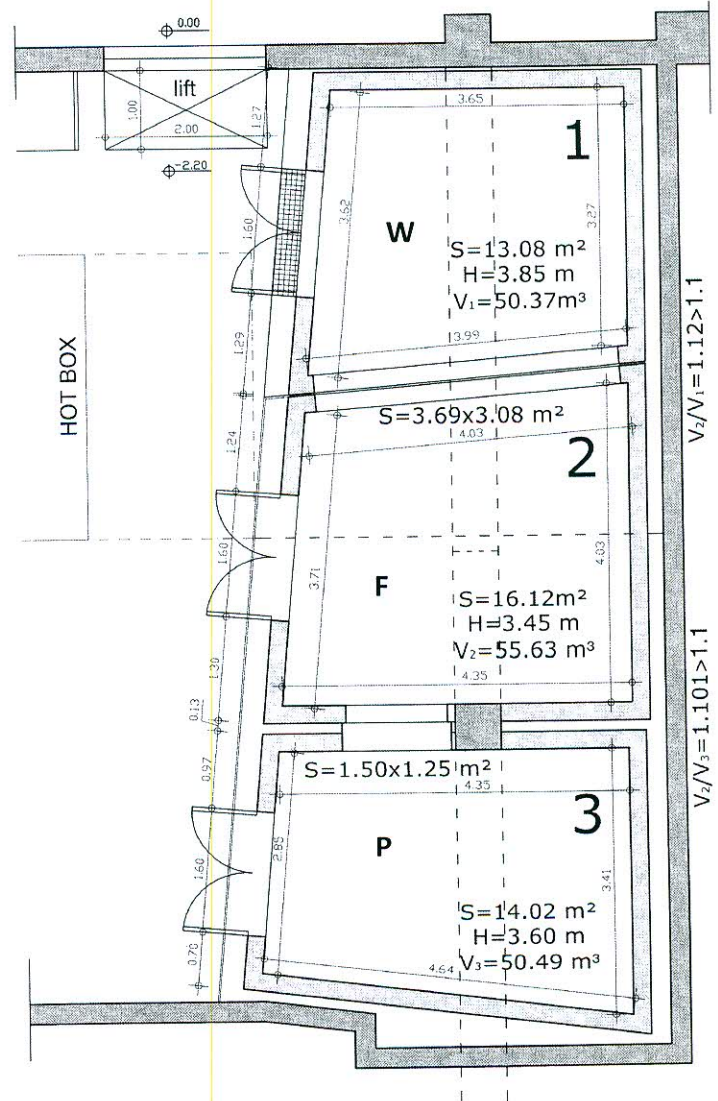 0.00
lift
1.00
2.00
1.27
-2.20
3.65
1
1.60
3.62
W
3.27
S=13.08 m²
H=3.85 m
V₁=50.37m³
3.99
1.29
HOT BOX
V₂/V₁=1.12>1.1
S=3.69x3.08 m²
4.03
1.24
2
1.60
3.71
4.03
F
S=16.12m²
H=3.45 m
V₂=55.63 m³
4.35
1.30
0.13
V₂/V₃=1.101>1.1
S=1.50x1.25 m²
4.35
0.97
3
1.60
2.85
P
3.41
S=14.02 m²
H=3.60 m
V₃=50.49 m³
4.64
0.70